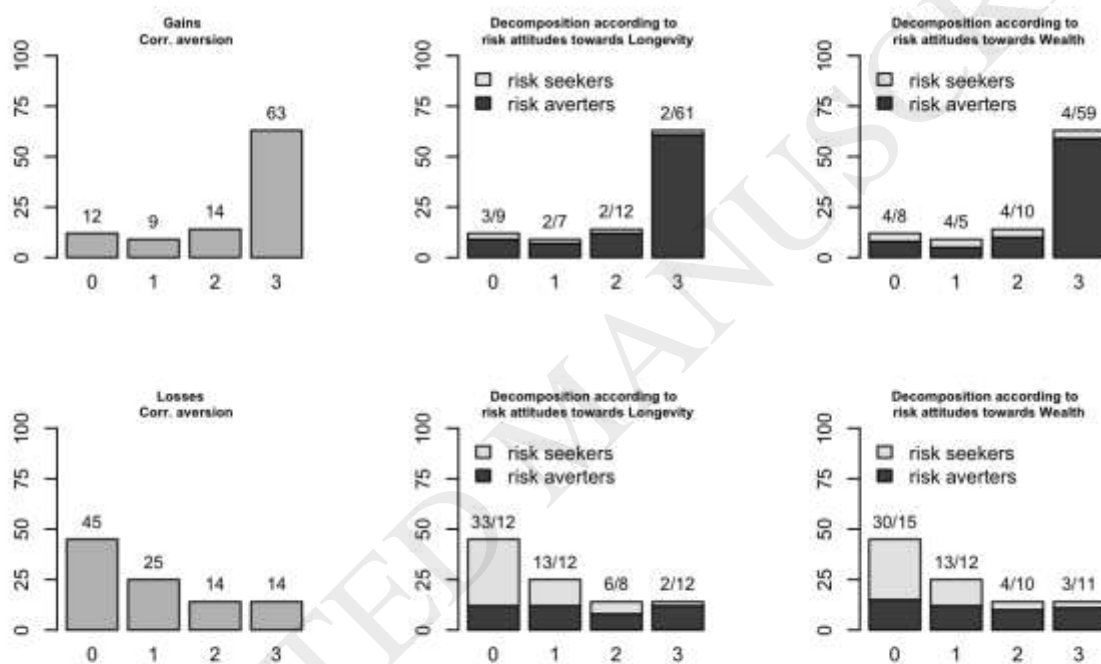 Gains
Corr. aversion
0 25 50 75 100
12 9 14 63
0 1 2 3
Decomposition according to
risk attitudes towards Longevity
risk seekers
risk averters
0 25 50 75 100
3/9 2/7 2/12 2/61
0 1 2 3
Decomposition according to
risk attitudes towards Wealth
risk seekers
risk averters
0 25 50 75 100
4/8 4/5 4/10 4/59
0 1 2 3
Losses
Corr. aversion
0 25 50 75 100
45 25 14 14
0 1 2 3
Decomposition according to
risk attitudes towards Longevity
risk seekers
risk averters
0 25 50 75 100
33/12 13/12 6/8 2/12
0 1 2 3
Decomposition according to
risk attitudes towards Wealth
risk seekers
risk averters
0 25 50 75 100
30/15 13/12 4/10 3/11
0 1 2 3
TED MANUSCR